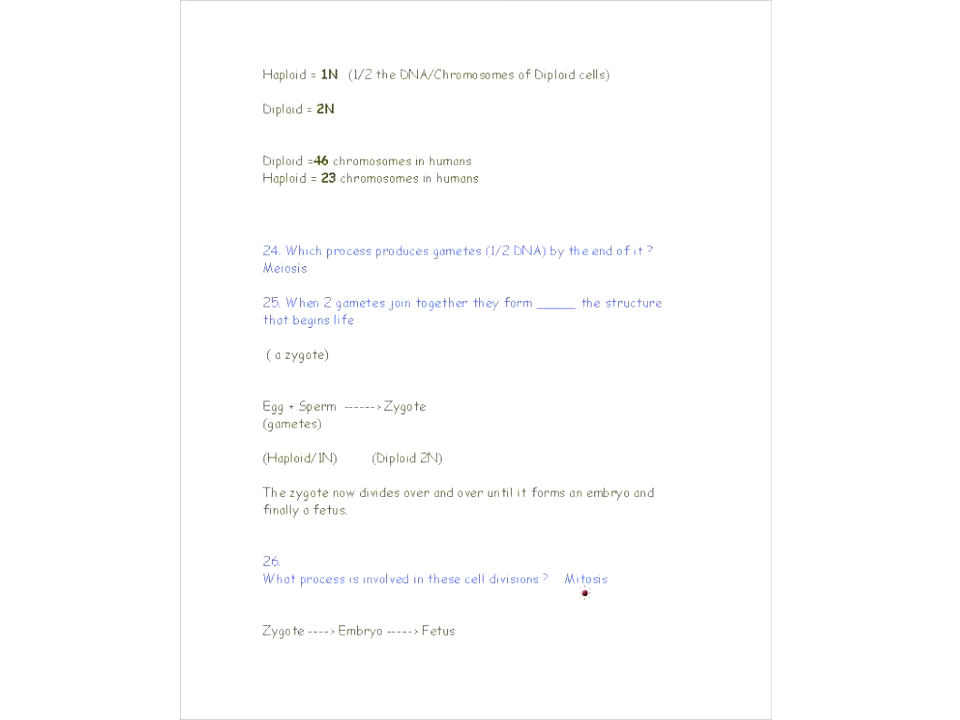 Haploid = 1N (1/2 the DNA/Chromosomes of Diploid cells)
Diploid = 2N
Diploid =46 chromosomes in humans
Haploid = 23 chromosomes in humans
24. Which process produces gametes (1/2 DNA) by the end of it ?
Meiosis
25. When 2 gametes join together they form _____ the structure
that begins life
( a zygote)
Egg + Sperm ------> Zygote
(gametes)
(Haploid/1N) (Diploid 2N)
The zygote now divides over and over until it forms an embryo and
finally a fetus.
26.
What process is involved in these cell divisions ? Mitosis
Zygote ----> Embryo -----> Fetus